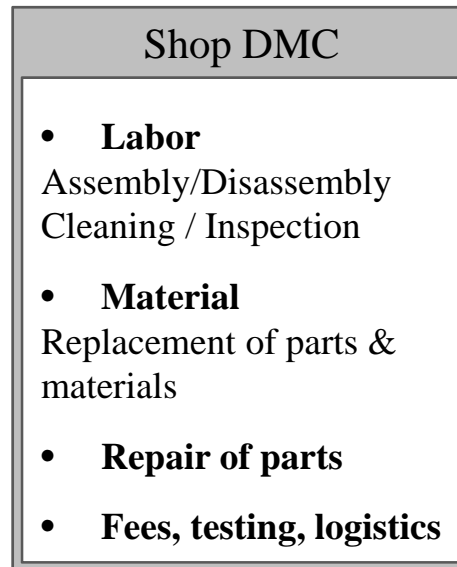 Shop DMC
• Labor
Assembly/Disassembly
Cleaning / Inspection
• Material
Replacement of parts &
materials
• Repair of parts
• Fees, testing, logistics